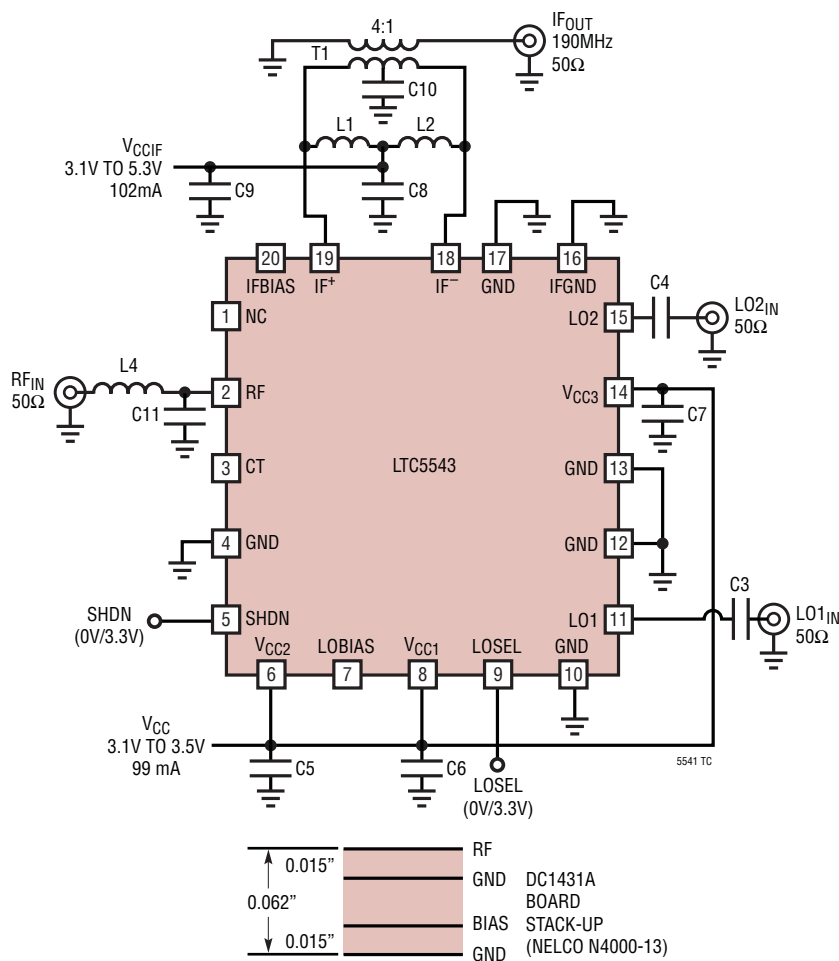 4:1
IFOUT
190MHz
50Ω
T1
C10
L1
L2
VCCIF
3.1V TO 5.3V
102mA
C9
C8
20
19
18
17
16
IFBIAS
IF+
IF−
GND
IFGND
C4
LO2IN
50Ω
1
NC
LO2
15
L4
RFIN
50Ω
C11
2
RF
VCC3
14
C7
3
CT
LTC5543
GND
13
4
GND
GND
12
C3
SHDN
(0V/3.3V)
5
SHDN
LO1
11
LO1IN
50Ω
VCC2
LOBIAS
VCC1
LOSEL
GND
6
7
8
9
10
VCC
3.1V TO 3.5V
99 mA
C5
C6
LOSEL
(0V/3.3V)
5541 TC
RF
0.015"
GND
0.062"
BIAS
0.015"
GND
DC1431A
BOARD
STACK-UP
(NELCO N4000-13)